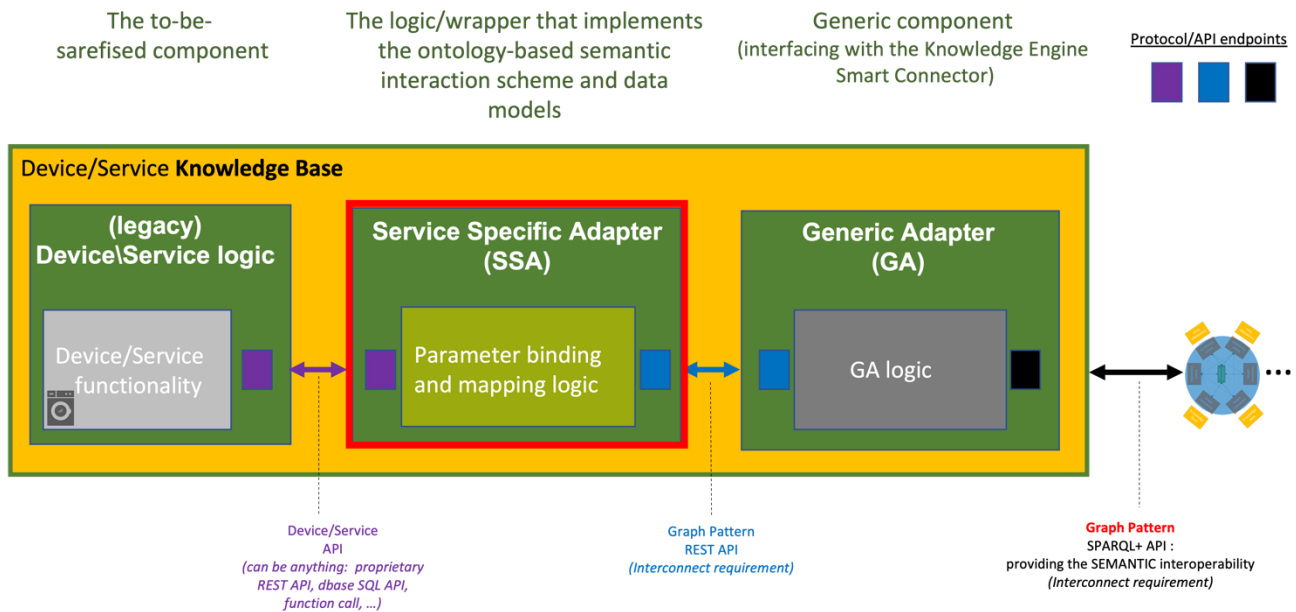 The to-be-
sarefised component
The logic/wrapper that implements
the ontology-based semantic
interaction scheme and data
models
Generic component
(interfacing with the Knowledge Engine
Smart Connector)
Protocol/API endpoints
Device/Service Knowledge Base
(legacy)
Device\Service logic
Device/Service
functionality
Service Specific Adapter
(SSA)
Parameter binding
and mapping logic
Generic Adapter
(GA)
GA logic
...
Device/Service
API
(can be anything: proprietary
REST API, dbase SQL API,
function call, ...)
Graph Pattern
REST API
(Interconnect requirement)
Graph Pattern
SPARQL+ API :
providing the SEMANTIC interoperability
(Interconnect requirement)